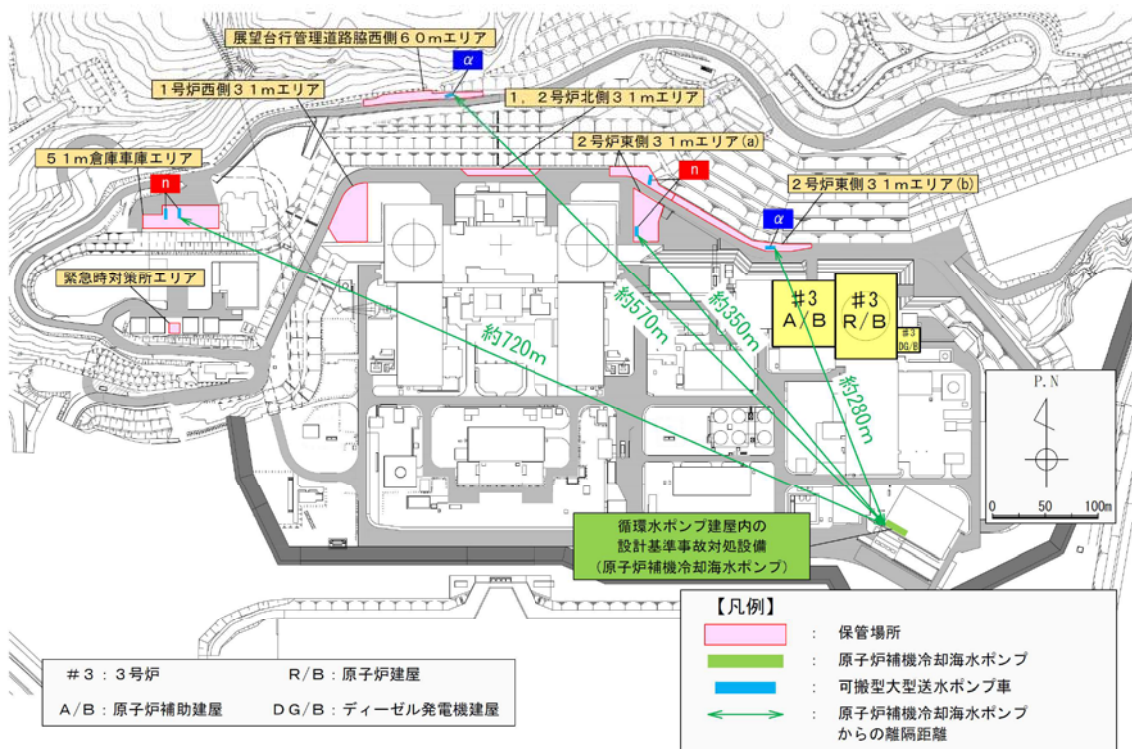 展望台行管理道路脇西側６０ｍエリア
α
１号炉西側３１ｍエリア
１，２号炉北側３１ｍエリア
５１ｍ倉庫車庫エリア
２号炉東側３１ｍエリア(a)
n
n
２号炉東側３１ｍエリア(b)
α
緊急時対策所エリア
約720m
約570m
約350m
約280m
＃３
A/B
＃３
R/B
＃３
DG/B
P.N
0 50 100m
循環水ポンプ建屋内の
設計基準事故対処設備
（原子炉補機冷却海水ポンプ）
【凡例】
： 保管場所
： 原子炉補機冷却海水ポンプ
： 可搬型大型送水ポンプ車
： 原子炉補機冷却海水ポンプ
からの離隔距離
＃３：３号炉 R/B：原子炉建屋
A/B：原子炉補助建屋 DG/B：ディーゼル発電機建屋